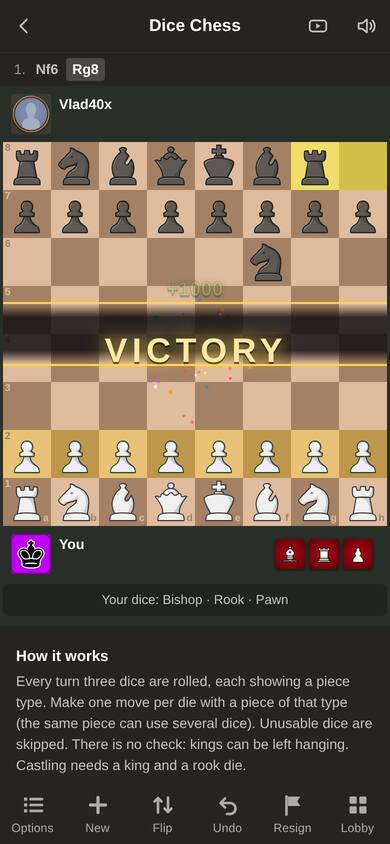 Dice Chess
1. Nf6 Rg8
Vlad40x
8
7
6
+1000
5
VICTORY
3
2
1
a b c d e f g h
You
Your dice: Bishop · Rook · Pawn
How it works
Every turn three dice are rolled, each showing a piece
type. Make one move per die with a piece of that type
(the same piece can use several dice). Unusable dice are
skipped. There is no check: kings can be left hanging.
Castling needs a king and a rook die.
Options New Flip Undo Resign Lobby